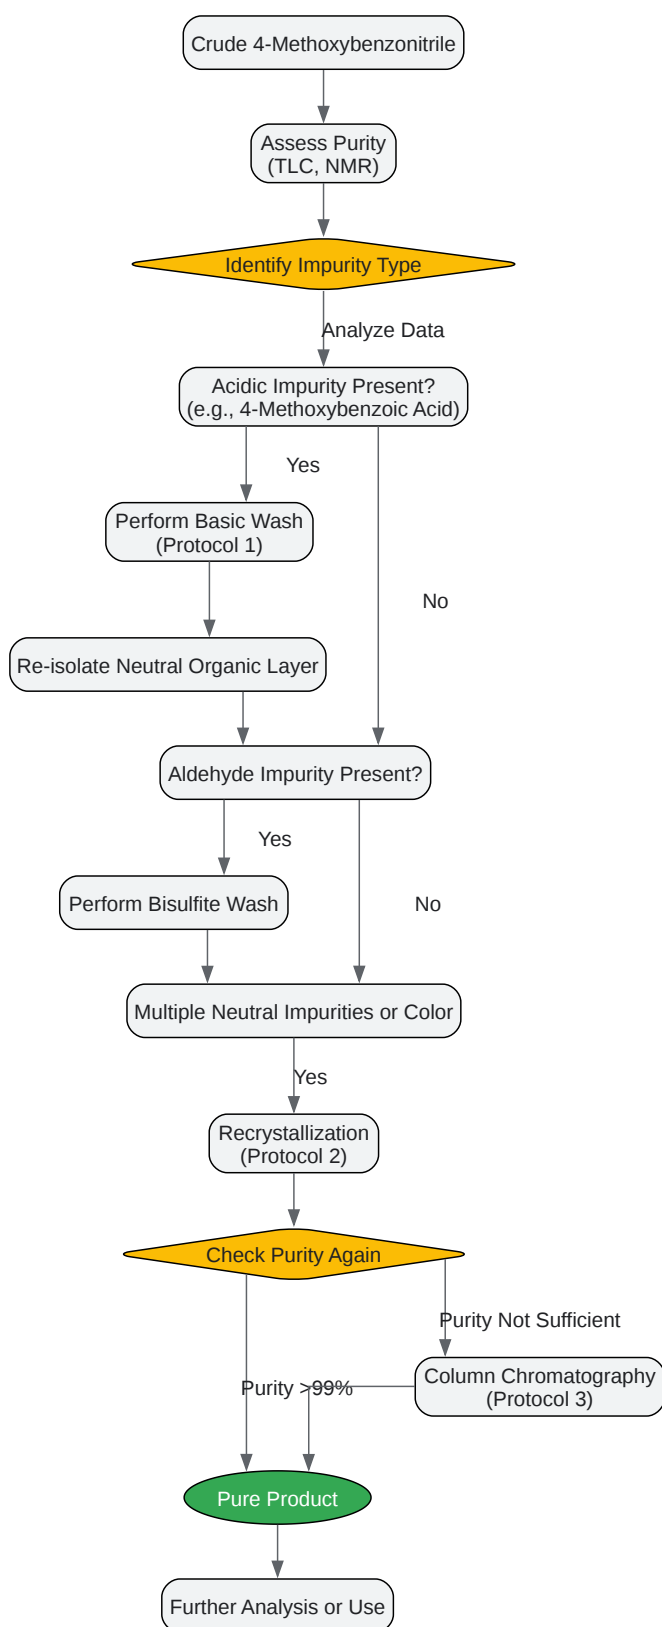 Crude 4-Methoxybenzonitrile
Assess Purity
(TLC, NMR)
Identify Impurity Type
Analyze Data
Acidic Impurity Present?
(e.g., 4-Methoxybenzoic Acid)
Yes
Perform Basic Wash
(Protocol 1)
No
Re-isolate Neutral Organic Layer
Aldehyde Impurity Present?
Yes
Perform Bisulfite Wash
No
Multiple Neutral Impurities or Color
Yes
Recrystallization
(Protocol 2)
Check Purity Again
Purity Not Sufficient
Column Chromatography
(Protocol 3)
Purity >99%
Pure Product
Further Analysis or Use